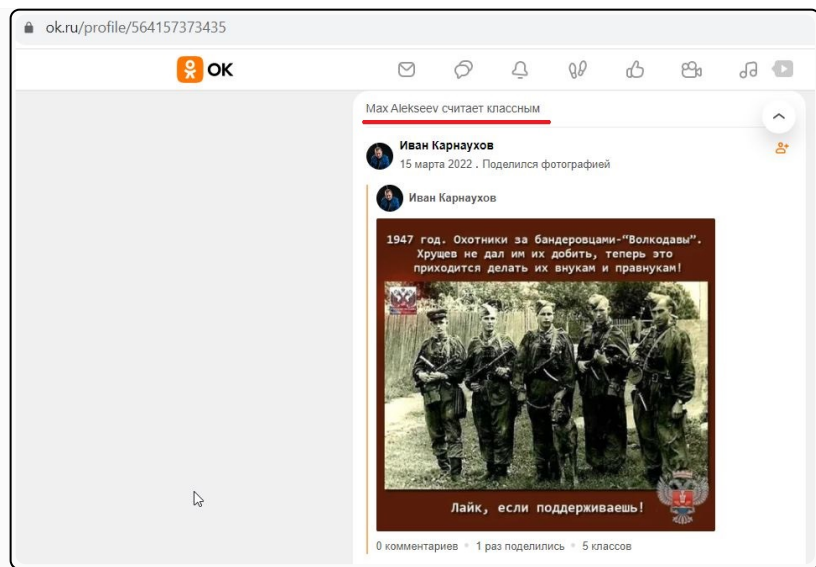 ok.ru/profile/564157373435
ОК
Max Alekseev считает классным
Иван Карнаухов
15 марта 2022 . Поделился фотографией
Иван Карнаухов
1947 год. Охотники за бандеровцами-“Волкодавы”.
Хрущев не дал им их добить, теперь это
приходится делать их внукам и правнукам!
Лайк, если поддерживаешь!
0 комментариев • 1 раз поделились • 5 классов